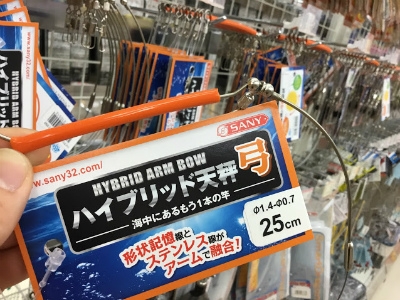 SANY
www.sany32.com/
HYBRID ARM BOW
ハイブリッド天秤 弓
海中にあるもう1本の竿
形状記憶線とステンレス線が
アームで融合!
Φ1.4-Φ0.7
25cm